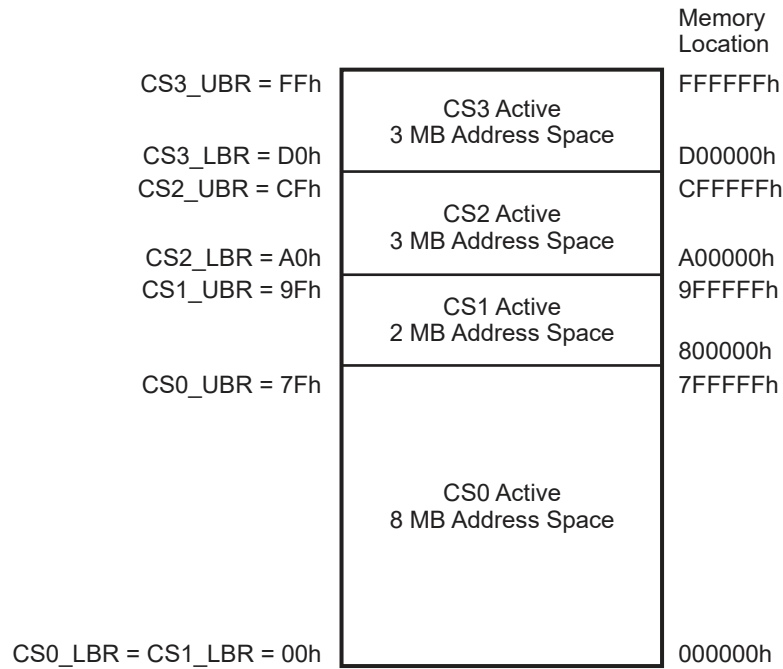 Memory
Location
CS3_UBR = FFh
FFFFFFh
CS3 Active
3 MB Address Space
CS3_LBR = D0h
D00000h
CS2_UBR = CFh
CFFFFFh
CS2 Active
3 MB Address Space
CS2_LBR = A0h
A00000h
CS1_UBR = 9Fh
9FFFFFh
CS1 Active
2 MB Address Space
800000h
CS0_UBR = 7Fh
7FFFFFh
CS0 Active
8 MB Address Space
CS0_LBR = CS1_LBR = 00h
000000h